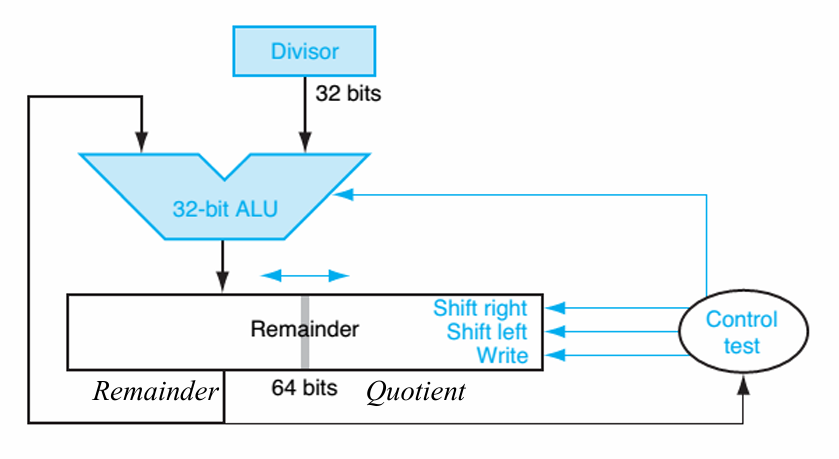 Divisor
32 bits
32-bit ALU
Remainder
Shift right
Shift left
Write
Control
test
Remainder
64 bits
Quotient